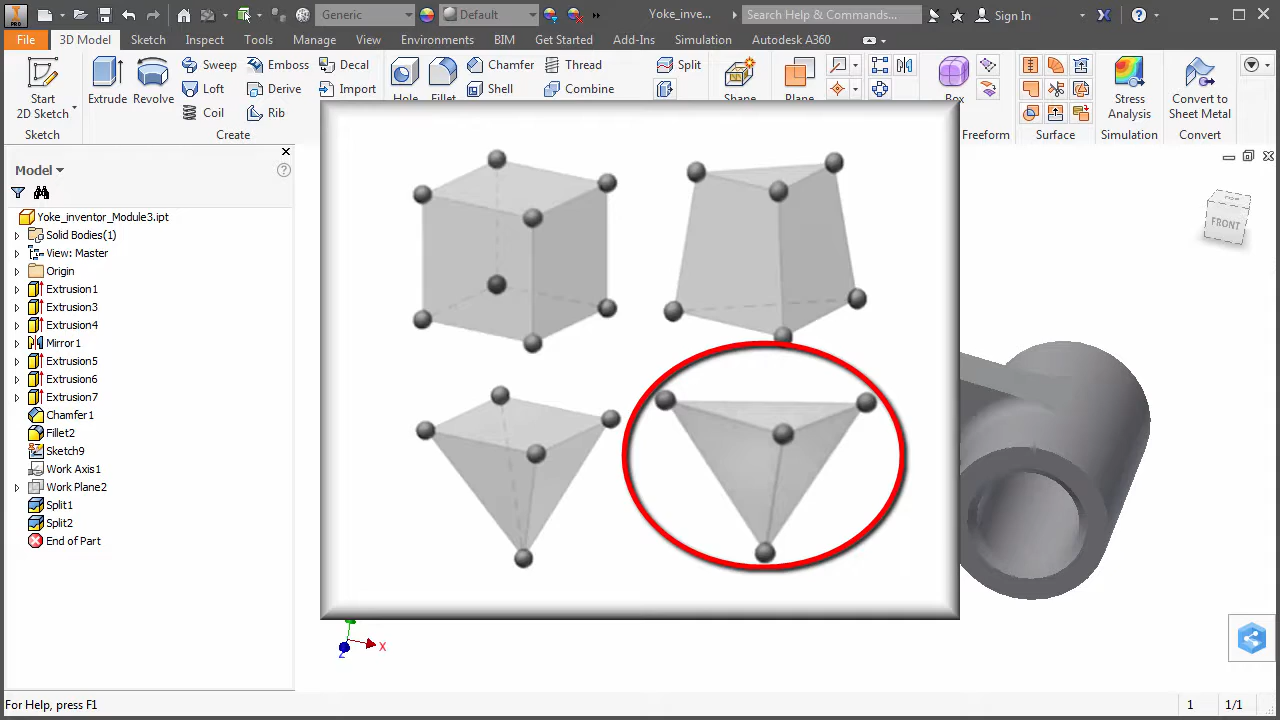 PRO
Generic
Default
Yoke_inve...
Search Help & Commands...
Sign In
File
3D Model
Sketch
Inspect
Tools
Manage
View
Environments
BIM
Get Started
Add-Ins
Simulation
Autodesk A360
Start
2D Sketch
Sketch
Extrude
Revolve
Sweep
Loft
Coil
Emboss
Derive
Rib
Decal
Import
Create
Hole
Fillet
Chamfer
Shell
Thread
Combine
Split
Shape
Plane
Box
Freeform
Surface
Stress
Analysis
Simulation
Convert to
Sheet Metal
Convert
Model
Yoke_inventor_Module3.ipt
Solid Bodies(1)
View: Master
Origin
Extrusion1
Extrusion3
Extrusion4
Mirror1
Extrusion5
Extrusion6
Extrusion7
Chamfer1
Fillet2
Sketch9
Work Axis1
Work Plane2
Split1
Split2
End of Part
TOP
FRONT
X
Z
For Help, press F1
1
1/1